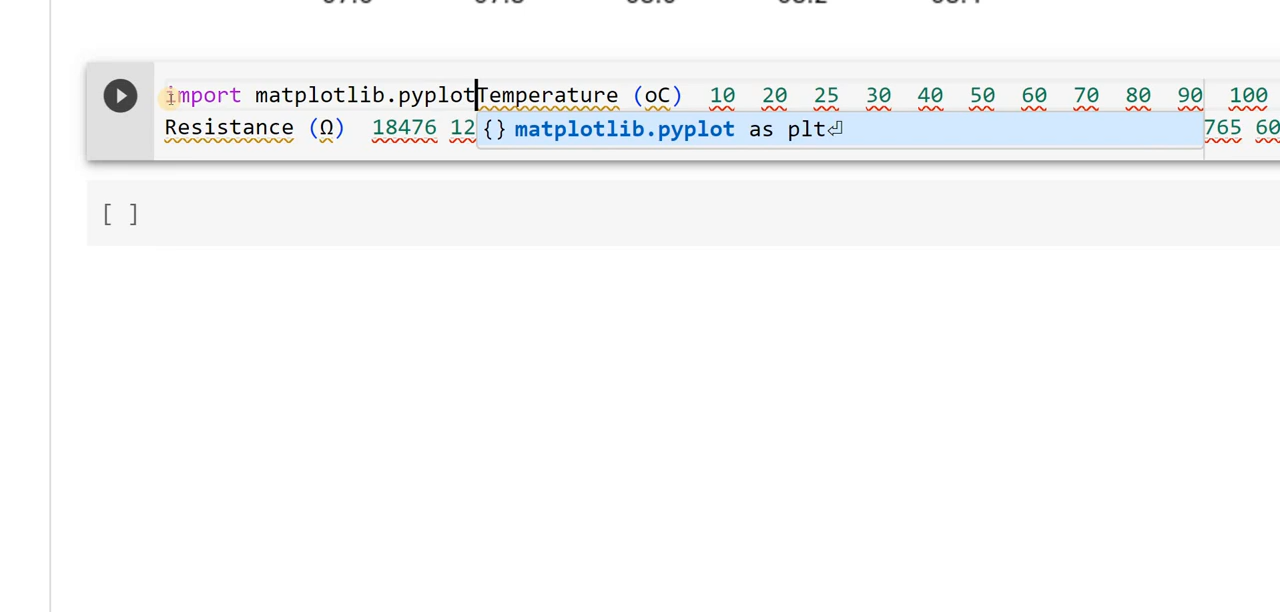 import matplotlib.pyplotTemperature (oC) 10 20 25 30 40 50 60 70 80 90 100
Resistance (Ω) 18476 12
{} matplotlib.pyplot as plt⏎
765 60
[ ]